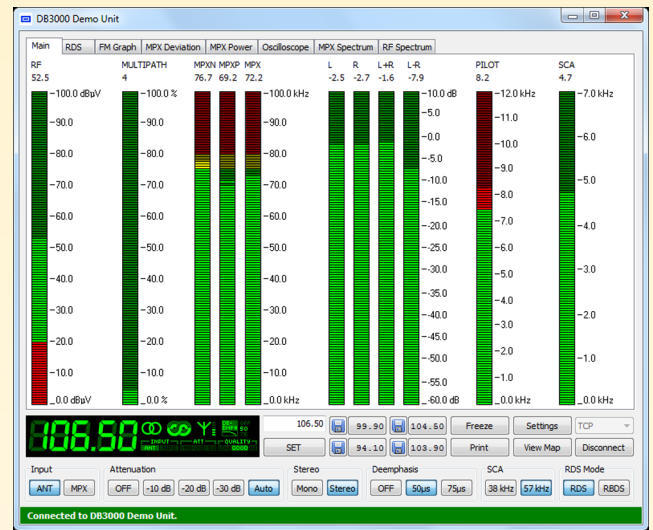 DB3000 Demo Unit
Main RDS FM Graph MPX Deviation MPX Power Oscilloscope MPX Spectrum RF Spectrum
RF MULTIPATH MPXN MPXP MPX L R L+R L-R PILOT SCA
52.5 4 76.7 69.2 72.2 -2.5 -2.7 -1.6 -7.9 8.2 4.7
100.0 dBµV
90.0
80.0
70.0
60.0
50.0
40.0
30.0
20.0
10.0
0.0 dBµV
100.0 %
90.0
80.0
70.0
60.0
50.0
40.0
30.0
20.0
10.0
0.0 %
100.0 kHz
90.0
80.0
70.0
60.0
50.0
40.0
30.0
20.0
10.0
0.0 kHz
10.0 dB
5.0
0.0
-5.0
-10.0
-15.0
-20.0
-25.0
-30.0
-35.0
-40.0
-45.0
-50.0
-55.0
-60.0 dB
12.0 kHz
11.0
10.0
9.0
8.0
7.0
6.0
5.0
4.0
3.0
2.0
1.0
0.0 kHz
7.0 kHz
6.0
5.0
4.0
3.0
2.0
1.0
0.0 kHz
106.50
INPUT ATT QUALITY
ANT GOOD
106.50 99.90 104.60 Freeze Settings TCP
SET 94.10 103.90 Print View Map Disconnect
Input Attenuation Stereo Deemphasis SCA RDS Mode
ANT MPX OFF -10 dB -20 dB -30 dB Auto Mono Stereo OFF 50µs 75µs 38 kHz 57 kHz RDS RBDS
Connected to DB3000 Demo Unit.